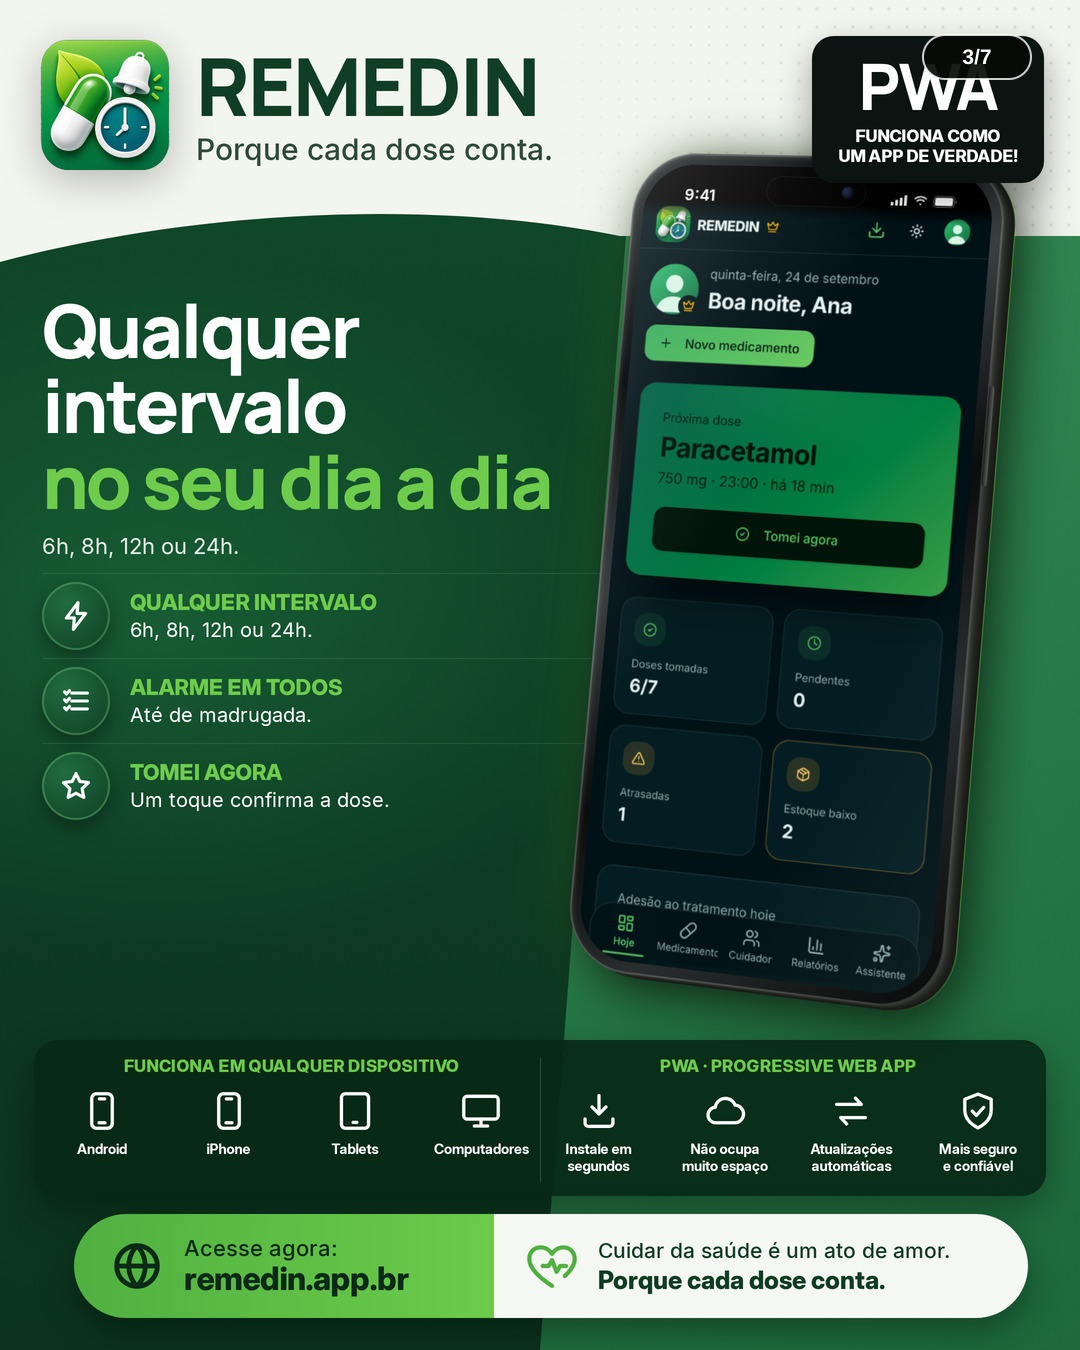 REMEDIN
Porque cada dose conta.
3/7
PWA
FUNCIONA COMO
UM APP DE VERDADE!
9:41
REMEDIN
quinta-feira, 24 de setembro
Boa noite, Ana
+ Novo medicamento
Próxima dose
Paracetamol
750 mg · 23:00 · há 18 min
Tomei agora
Doses tomadas
6/7
Pendentes
0
Atrasadas
1
Estoque baixo
2
Adesão ao tratamento hoje
Hoje
Medicamentc
Cuidador
Relatórios
Assistente
Qualquer
intervalo
no seu dia a dia
6h, 8h, 12h ou 24h.
QUALQUER INTERVALO
6h, 8h, 12h ou 24h.
ALARME EM TODOS
Até de madrugada.
TOMEI AGORA
Um toque confirma a dose.
FUNCIONA EM QUALQUER DISPOSITIVO
Android
iPhone
Tablets
Computadores
PWA · PROGRESSIVE WEB APP
Instale em
segundos
Não ocupa
muito espaço
Atualizações
automáticas
Mais seguro
e confiável
Acesse agora:
remedin.app.br
Cuidar da saúde é um ato de amor.
Porque cada dose conta.